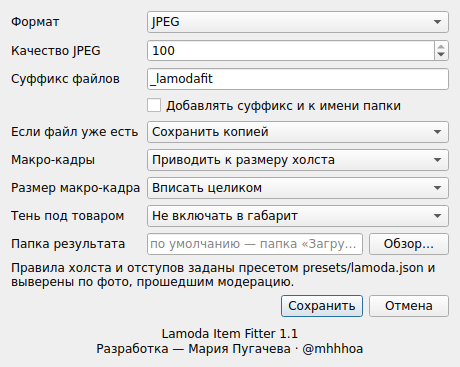 Формат JPEG
Качество JPEG 100
Суффикс файлов _lamodafit
Добавлять суффикс и к имени папки
Если файл уже есть Сохранить копией
Макро-кадры Приводить к размеру холста
Размер макро-кадра Вписать целиком
Тень под товаром Не включать в габарит
Папка результата по умолчанию — папка «Загру… Обзор…
Правила холста и отступов заданы пресетом presets/lamoda.json и
выверены по фото, прошедшим модерацию.
Сохранить Отмена
Lamoda Item Fitter 1.1
Разработка — Мария Пугачева · @mhhhoa